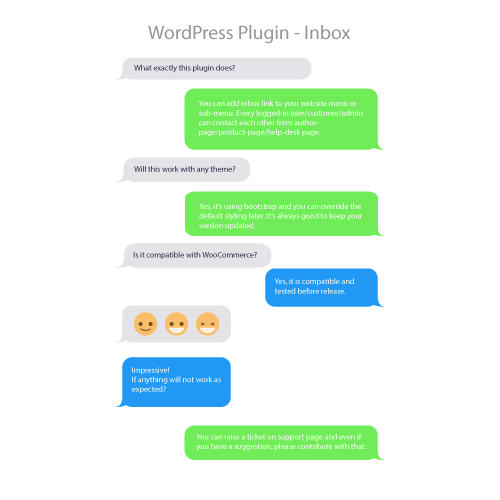 WordPress Plugin - Inbox
What exactly this plugin does?
You can add inbox link to your website menu or
sub-menu. Every logged-in user/customer/admin
can contact each other from author-
page/product-page/help-desk page.
Will this work with any theme?
Yes, it's using bootstrap and you can override the
default styling later. It's always good to keep your
version updated.
Is it compatible with WooCommerce?
Yes, it is compatible and
tested before release.
Impressive!
If anything will not work as
expected?
You can raise a ticket on support page and even if
you have a suggestion, please contribute with that.